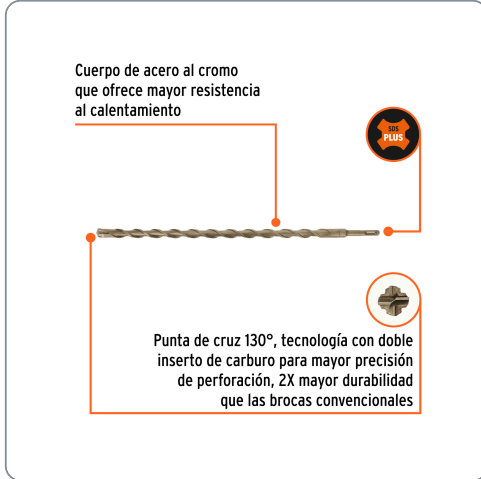 Cuerpo de acero al cromo
que ofrece mayor resistencia
al calentamiento
SDS
PLUS
Punta de cruz 130°, tecnología con doble
inserto de carburo para mayor precisión
de perforación, 2X mayor durabilidad
que las brocas convencionales